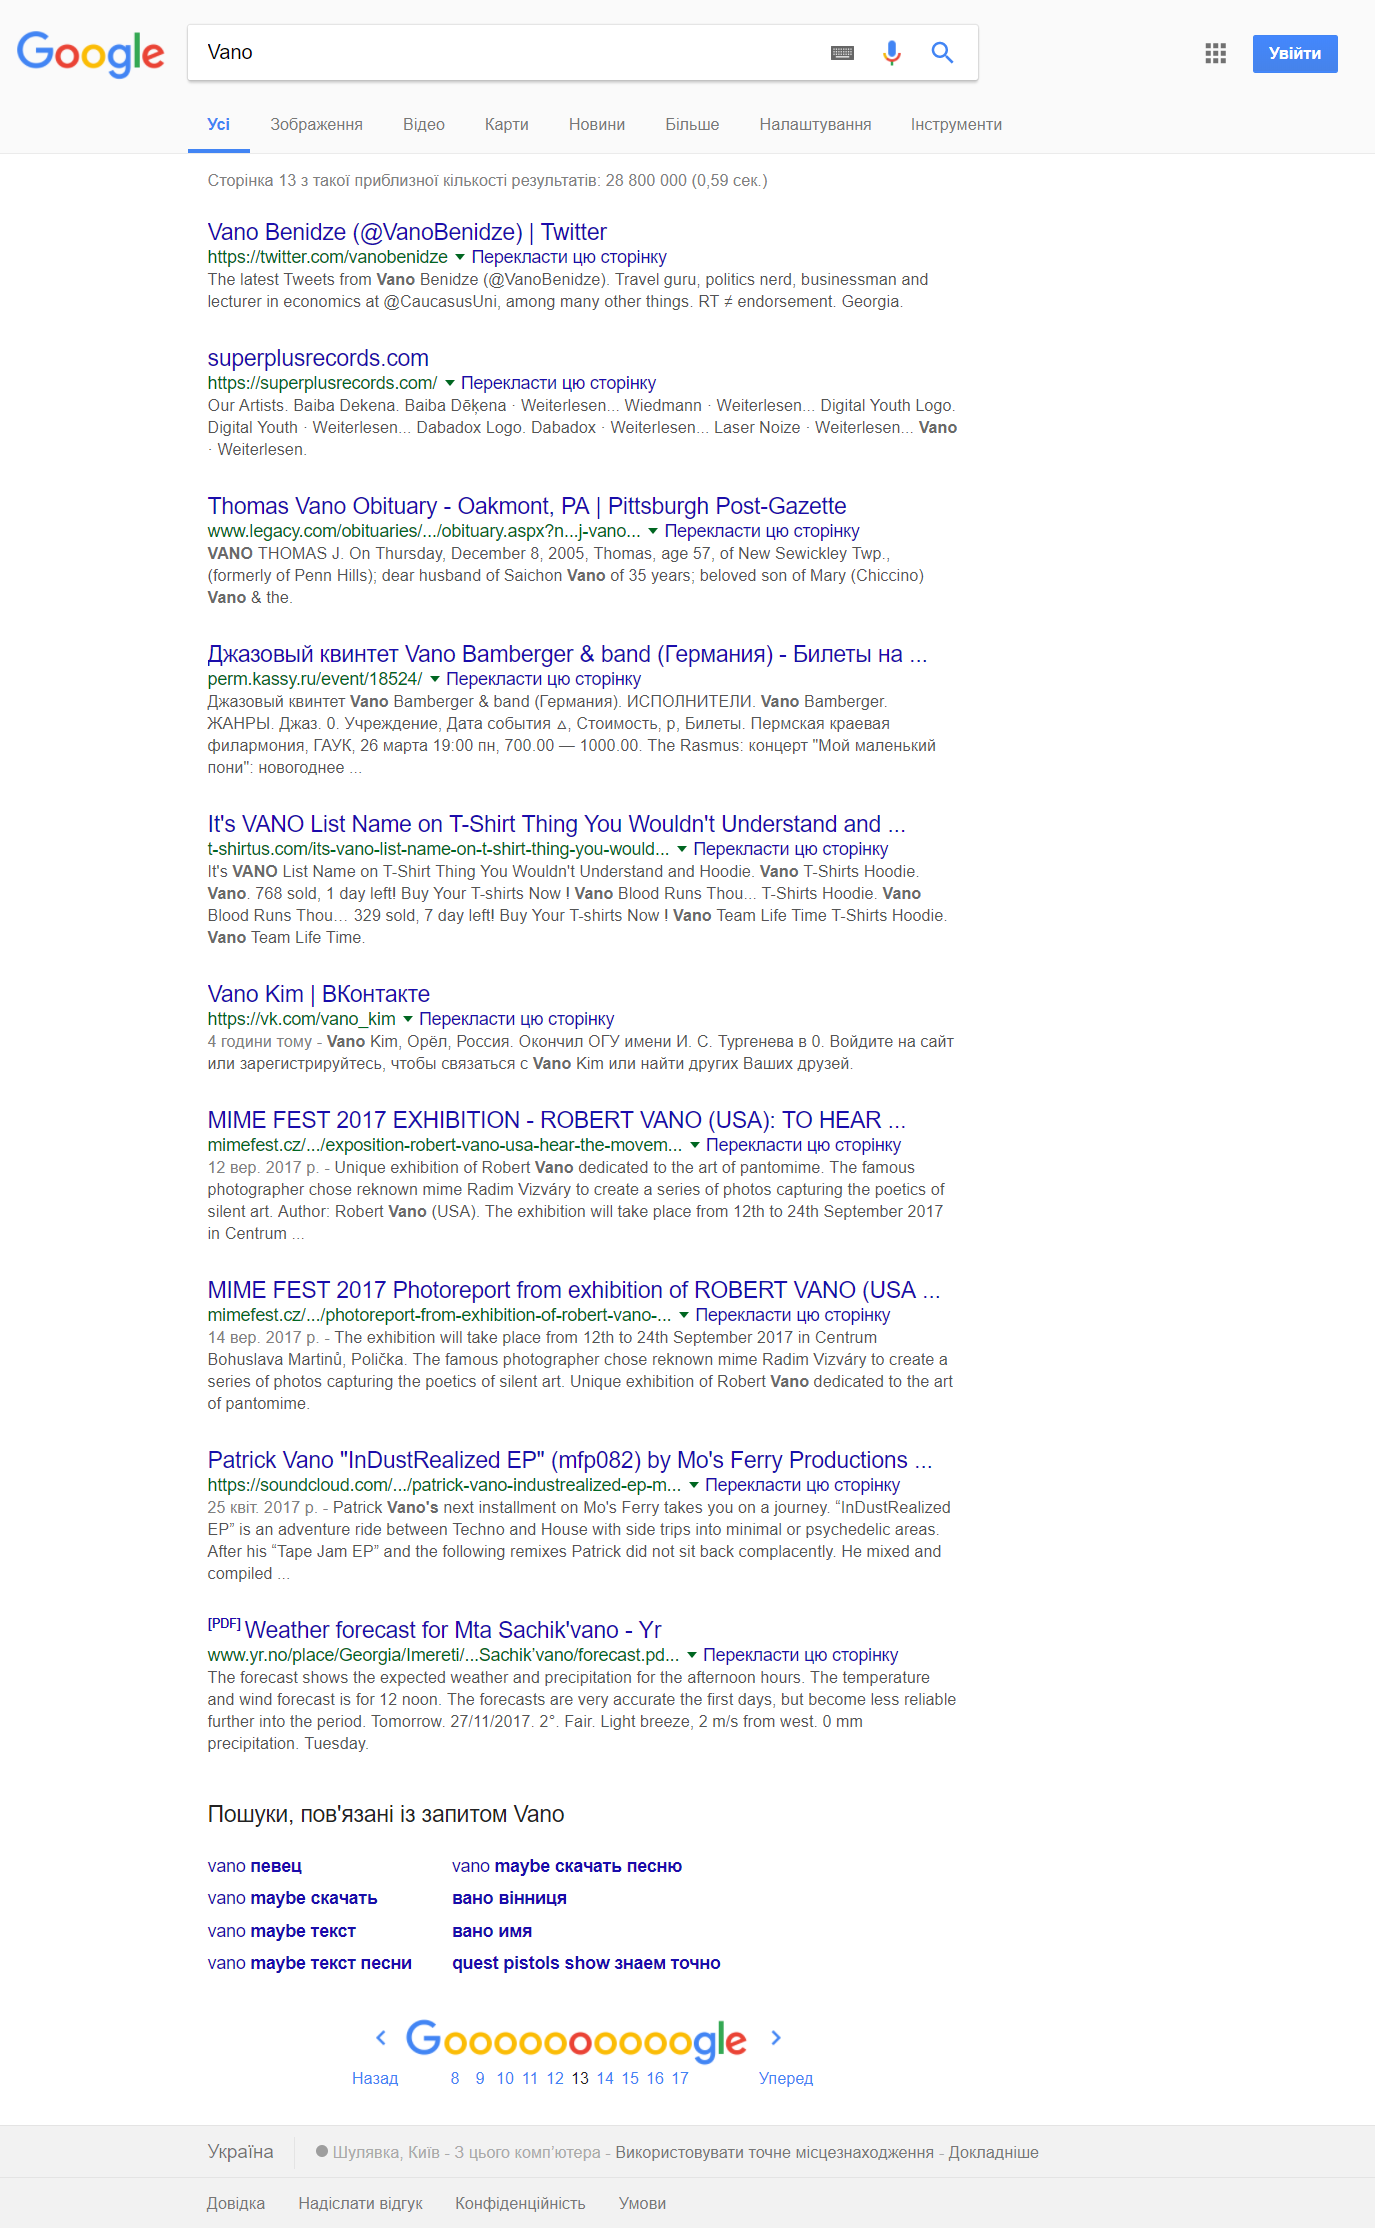 Google
Vano
Увійти
Усі Зображення Відео Карти Новини Більше Налаштування Інструменти
Сторінка 13 з такої приблизної кількості результатів: 28 800 000 (0,59 сек.)
Vano Benidze (@VanoBenidze) | Twitter
https://twitter.com/vanobenidze ▼ Перекласти цю сторінку
The latest Tweets from Vano Benidze (@VanoBenidze). Travel guru, politics nerd, businessman and
lecturer in economics at @CaucasusUni, among many other things. RT ≠ endorsement. Georgia.
superplusrecords.com
https://superplusrecords.com/ ▼ Перекласти цю сторінку
Our Artists. Baiba Dekena. Baiba Dēķena · Weiterlesen... Wiedmann · Weiterlesen... Digital Youth Logo.
Digital Youth · Weiterlesen... Dabadox Logo. Dabadox · Weiterlesen... Laser Noize · Weiterlesen... Vano
· Weiterlesen.
Thomas Vano Obituary - Oakmont, PA | Pittsburgh Post-Gazette
www.legacy.com/obituaries/.../obituary.aspx?n...j-vano... ▼ Перекласти цю сторінку
VANO THOMAS J. On Thursday, December 8, 2005, Thomas, age 57, of New Sewickley Twp.,
(formerly of Penn Hills); dear husband of Saichon Vano of 35 years; beloved son of Mary (Chiccino)
Vano & the.
Джазовый квинтет Vano Bamberger & band (Германия) - Билеты на ...
perm.kassy.ru/event/18524/ ▼ Перекласти цю сторінку
Джазовый квинтет Vano Bamberger & band (Германия). ИСПОЛНИТЕЛИ. Vano Bamberger.
ЖАНРЫ. Джаз. 0. Учреждение, Дата события △, Стоимость, р, Билеты. Пермская краевая
филармония, ГАУК, 26 марта 19:00 пн, 700.00 — 1000.00. The Rasmus: концерт "Мой маленький
пони": новогоднее ...
It's VANO List Name on T-Shirt Thing You Wouldn't Understand and ...
t-shirtus.com/its-vano-list-name-on-t-shirt-thing-you-would... ▼ Перекласти цю сторінку
It's VANO List Name on T-Shirt Thing You Wouldn't Understand and Hoodie. Vano T-Shirts Hoodie.
Vano. 768 sold, 1 day left! Buy Your T-shirts Now ! Vano Blood Runs Thou... T-Shirts Hoodie. Vano
Blood Runs Thou… 329 sold, 7 day left! Buy Your T-shirts Now ! Vano Team Life Time T-Shirts Hoodie.
Vano Team Life Time.
Vano Kim | ВКонтакте
https://vk.com/vano_kim ▼ Перекласти цю сторінку
4 години тому - Vano Kim, Орёл, Россия. Окончил ОГУ имени И. С. Тургенева в 0. Войдите на сайт
или зарегистрируйтесь, чтобы связаться с Vano Kim или найти других Ваших друзей.
MIME FEST 2017 EXHIBITION - ROBERT VANO (USA): TO HEAR ...
mimefest.cz/.../exposition-robert-vano-usa-hear-the-movem... ▼ Перекласти цю сторінку
12 вер. 2017 р. - Unique exhibition of Robert Vano dedicated to the art of pantomime. The famous
photographer chose reknown mime Radim Vizváry to create a series of photos capturing the poetics of
silent art. Author: Robert Vano (USA). The exhibition will take place from 12th to 24th September 2017
in Centrum ...
MIME FEST 2017 Photoreport from exhibition of ROBERT VANO (USA ...
mimefest.cz/.../photoreport-from-exhibition-of-robert-vano-... ▼ Перекласти цю сторінку
14 вер. 2017 р. - The exhibition will take place from 12th to 24th September 2017 in Centrum
Bohuslava Martinů, Polička. The famous photographer chose reknown mime Radim Vizváry to create a
series of photos capturing the poetics of silent art. Unique exhibition of Robert Vano dedicated to the art
of pantomime.
Patrick Vano "InDustRealized EP" (mfp082) by Mo's Ferry Productions ...
https://soundcloud.com/.../patrick-vano-industrealized-ep-m... ▼ Перекласти цю сторінку
25 квіт. 2017 р. - Patrick Vano's next installment on Mo's Ferry takes you on a journey. “InDustRealized
EP” is an adventure ride between Techno and House with side trips into minimal or psychedelic areas.
After his “Tape Jam EP” and the following remixes Patrick did not sit back complacently. He mixed and
compiled ...
[PDF] Weather forecast for Mta Sachik'vano - Yr
www.yr.no/place/Georgia/Imereti/...Sachik’vano/forecast.pd... ▼ Перекласти цю сторінку
The forecast shows the expected weather and precipitation for the afternoon hours. The temperature
and wind forecast is for 12 noon. The forecasts are very accurate the first days, but become less reliable
further into the period. Tomorrow. 27/11/2017. 2°. Fair. Light breeze, 2 m/s from west. 0 mm
precipitation. Tuesday.
Пошуки, пов'язані із запитом Vano
vano певец vano maybe скачать песню
vano maybe скачать вано вінниця
vano maybe текст вано имя
vano maybe текст песни quest pistols show знаем точно
Goooooooooogle
Назад 8 9 10 11 12 13 14 15 16 17 Уперед
Україна Шулявка, Київ - З цього комп’ютера - Використовувати точне місцезнаходження - Докладніше
Довідка Надіслати відгук Конфіденційність Умови